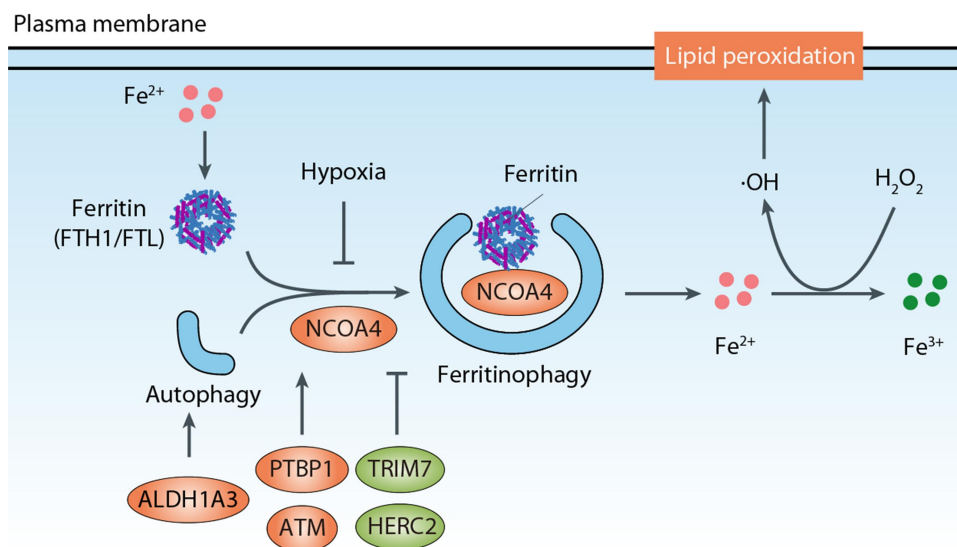 Plasma membrane
Lipid peroxidation
Fe²⁺
Hypoxia
Ferritin
·OH
H₂O₂
Ferritin
(FTH1/FTL)
NCOA4
NCOA4
Fe²⁺
Fe³⁺
Autophagy
Ferritinophagy
PTBP1
TRIM7
ALDH1A3
ATM
HERC2